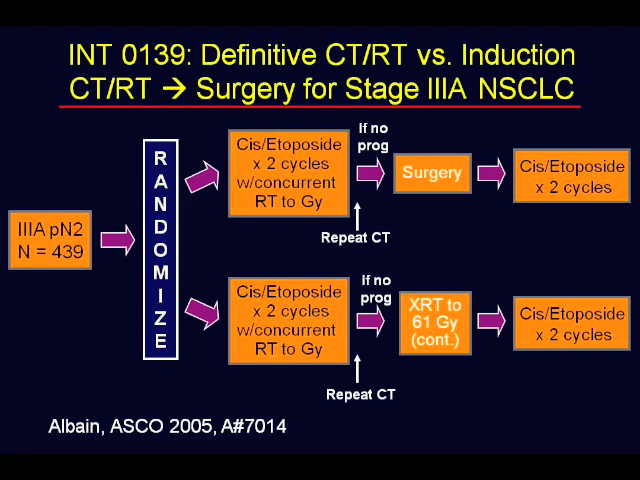 INT 0139: Definitive CT/RT vs. Induction
CT/RT → Surgery for Stage IIIA NSCLC
IIIA pN2
N = 439
RANDOMIZE
Cis/Etoposide
x 2 cycles
w/concurrent
RT to Gy
If no
prog
Repeat CT
Surgery
Cis/Etoposide
x 2 cycles
Cis/Etoposide
x 2 cycles
w/concurrent
RT to Gy
If no
prog
Repeat CT
XRT to
61 Gy
(cont.)
Cis/Etoposide
x 2 cycles
Albain, ASCO 2005, A#7014